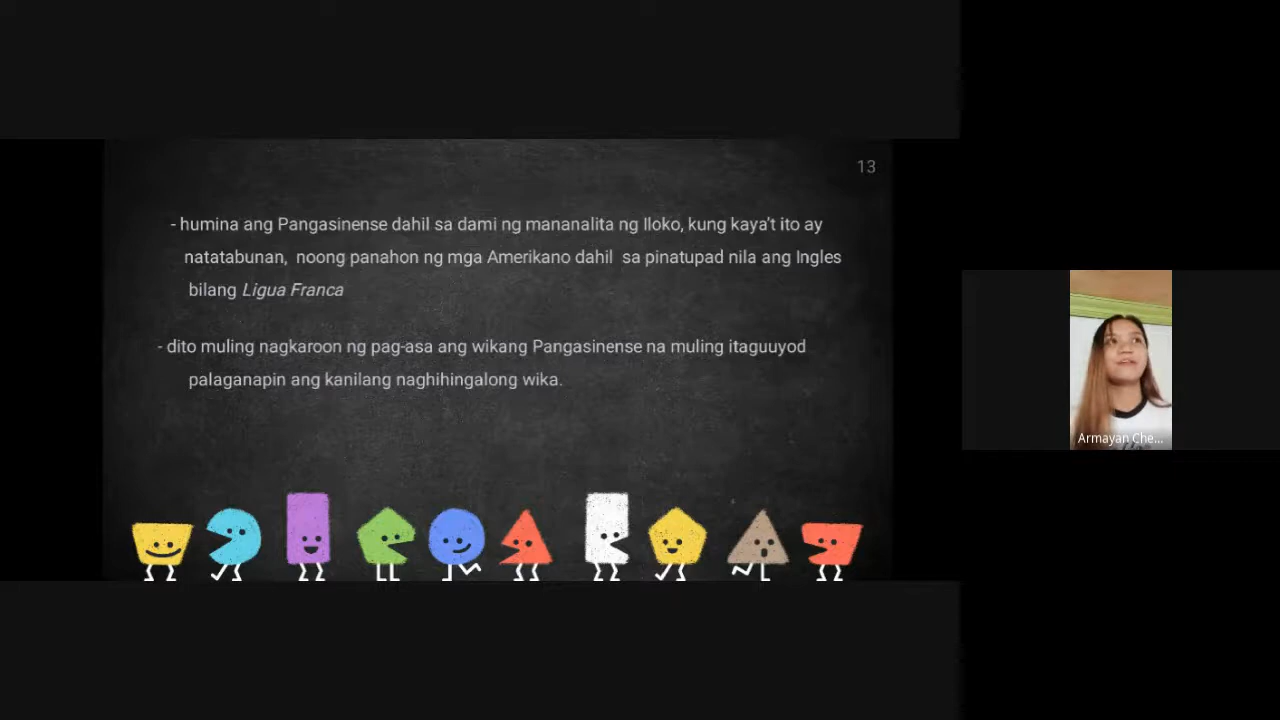 13
- humina ang Pangasinense dahil sa dami ng mananalita ng Iloko, kung kaya't ito ay
natatabunan, noong panahon ng mga Amerikano dahil sa pinatupad nila ang Ingles
bilang Ligua Franca
- dito muling nagkaroon ng pag-asa ang wikang Pangasinense na muling itaguuyod
palaganapin ang kanilang naghihingalong wika.
Armayan Che...